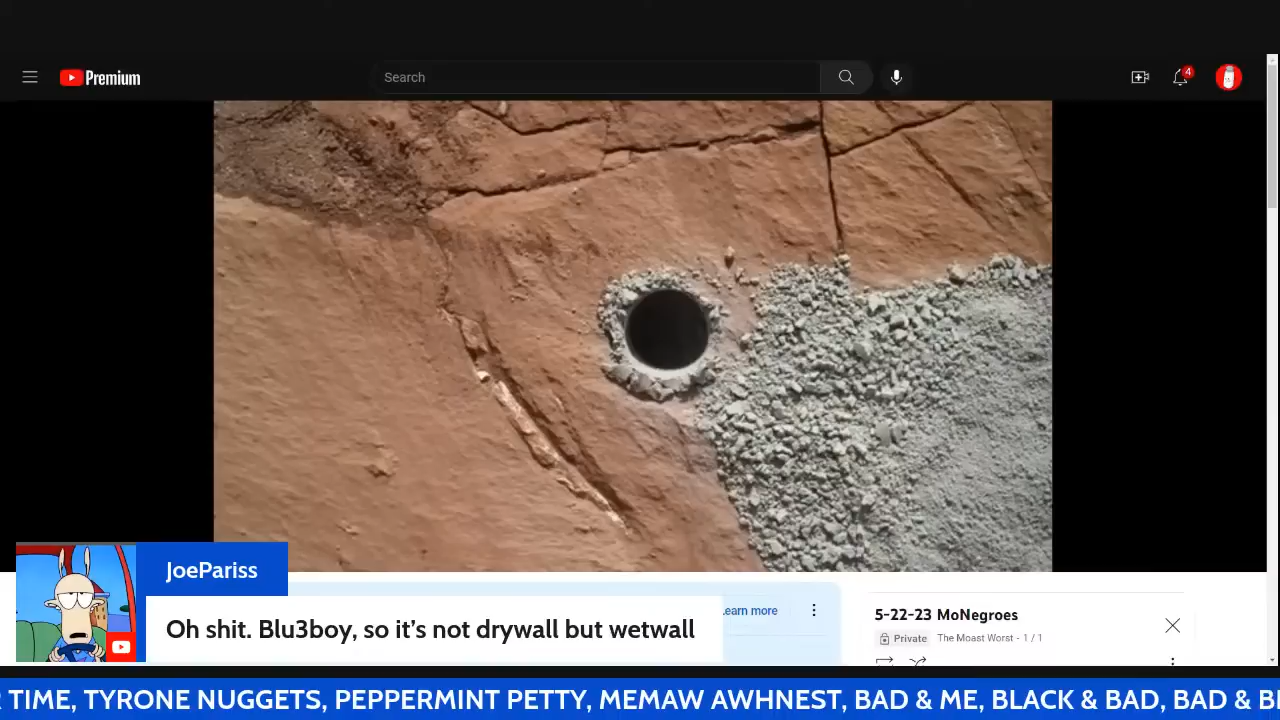 Premium
Search
4
JoePariss
Oh shit. Blu3boy, so it's not drywall but wetwall
earn more
5-22-23 MoNegroes
Private The Moast Worst - 1 / 1
TIME, TYRONE NUGGETS, PEPPERMINT PETTY, MEMAW AWHNEST, BAD & ME, BLACK & BAD, BAD &